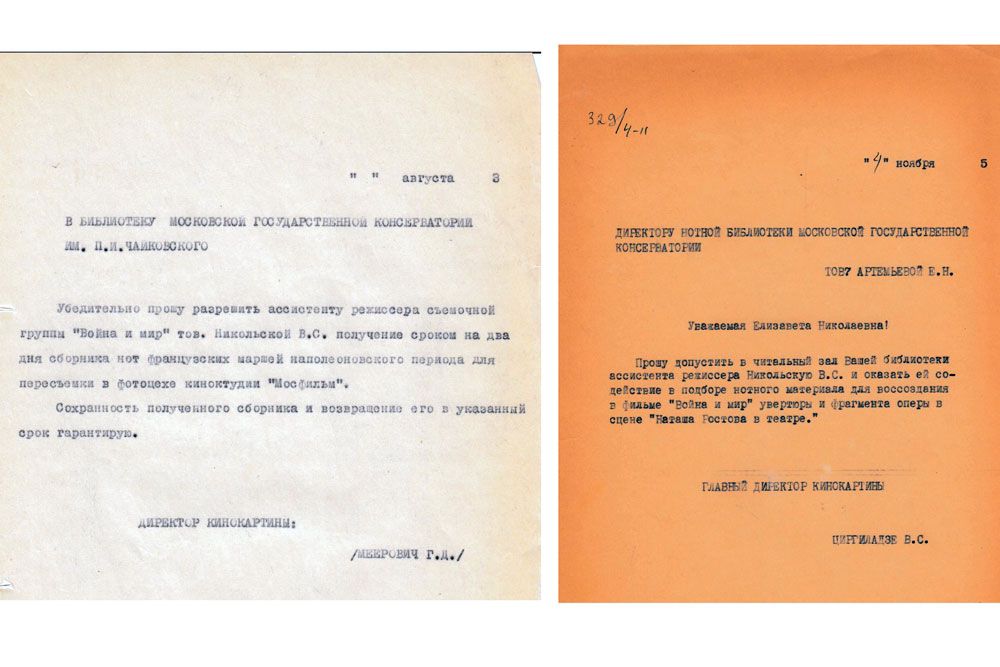 " " августа 3
В БИБЛИОТЕКУ МОСКОВСКОЙ ГОСУДАРСТВЕННОЙ КОНСЕРВАТОРИИ
ИМ. П.И.ЧАЙКОВСКОГО
Убедительно прошу разрешить ассистенту режиссера съемочной
группы "Война и мир" тов. Никольской В.С. получение сроком на два
дня сборника нот французских маршей наполеоновского периода для
пересъемки в фотоцехе киноктудии "Мосфильм".
Сохранность полученного сборника и возвращение его в указанный
срок гарантирую.
ДИРЕКТОР КИНОКАРТИНЫ:
/МЕЕРОВИЧ Г.Д./
329/4-11
"4" ноября 5
ДИРЕКТОРУ НОТНОЙ БИБЛИОТЕКИ МОСКОВСКОЙ ГОСУДАРСТВЕННОЙ
КОНСЕРВАТОРИИ
ТОВ7 АРТЕМЬЕВОЙ Е.Н.
Уважаемая Елизавета Николаевна!
Прошу допустить в читальный зал Вашей библиотеки
ассистента режиссера Никольскую В.С. и оказать ей со-
действие в подборе нотного материала для воссоздания
в фильме "Война и мир" увертюры и фрагмента оперы в
сцене "Наташа Ростова в театре."
ГЛАВНЫЙ ДИРЕКТОР КИНОКАРТИНЫ
ЦИРГИЛАДЗЕ В.С.